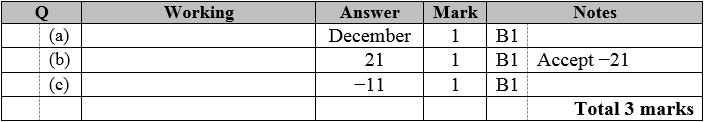 Q Working Answer Mark Notes
(a) December 1 B1
(b) 21 1 B1 Accept −21
(c) −11 1 B1
Total 3 marks